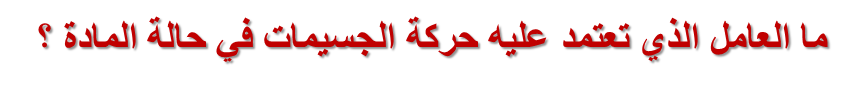 ما العامل الذي تعتمد عليه حركة الجسيمات في حالة المادة ؟